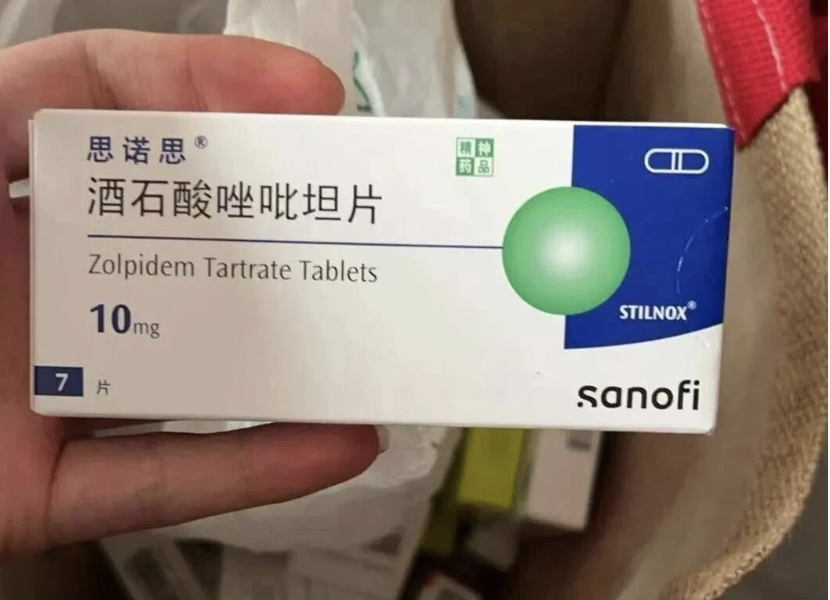 思诺思®
精神
药品
酒石酸唑吡坦片
Zolpidem Tartrate Tablets
10mg
STILNOX®
7 片
sanofi